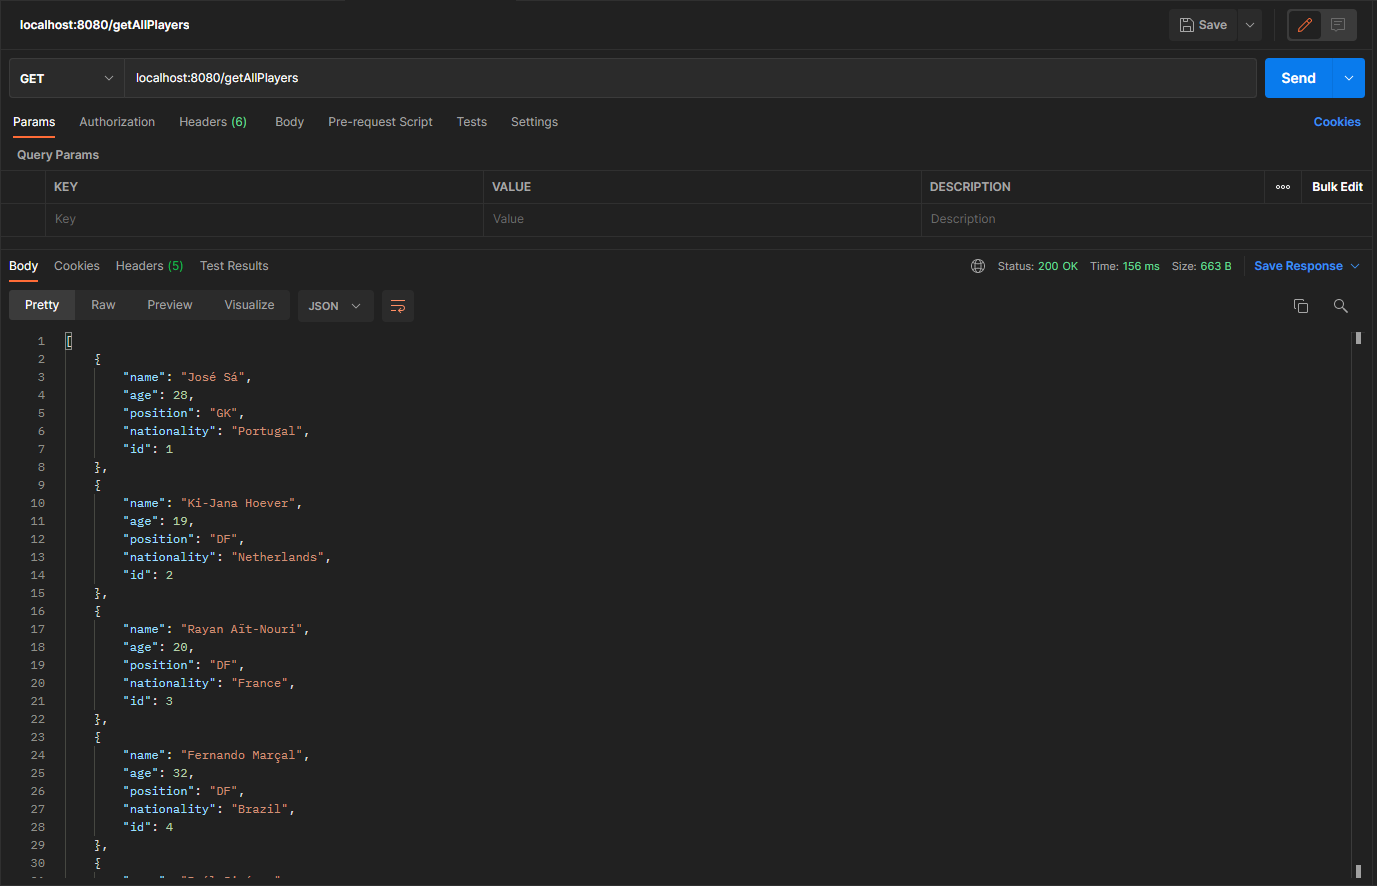 localhost:8080/getAllPlayers
Save
GET localhost:8080/getAllPlayers Send
Params Authorization Headers (6) Body Pre-request Script Tests Settings Cookies
Query Params
KEY VALUE DESCRIPTION ooo Bulk Edit
Key Value Description
Body Cookies Headers (5) Test Results Status: 200 OK Time: 156 ms Size: 663 B Save Response
Pretty Raw Preview Visualize JSON
1 [
2 {
3 "name": "José Sá",
4 "age": 28,
5 "position": "GK",
6 "nationality": "Portugal",
7 "id": 1
8 },
9 {
10 "name": "Ki-Jana Hoever",
11 "age": 19,
12 "position": "DF",
13 "nationality": "Netherlands",
14 "id": 2
15 },
16 {
17 "name": "Rayan Aït-Nouri",
18 "age": 20,
19 "position": "DF",
20 "nationality": "France",
21 "id": 3
22 },
23 {
24 "name": "Fernando Marçal",
25 "age": 32,
26 "position": "DF",
27 "nationality": "Brazil",
28 "id": 4
29 },
30 {